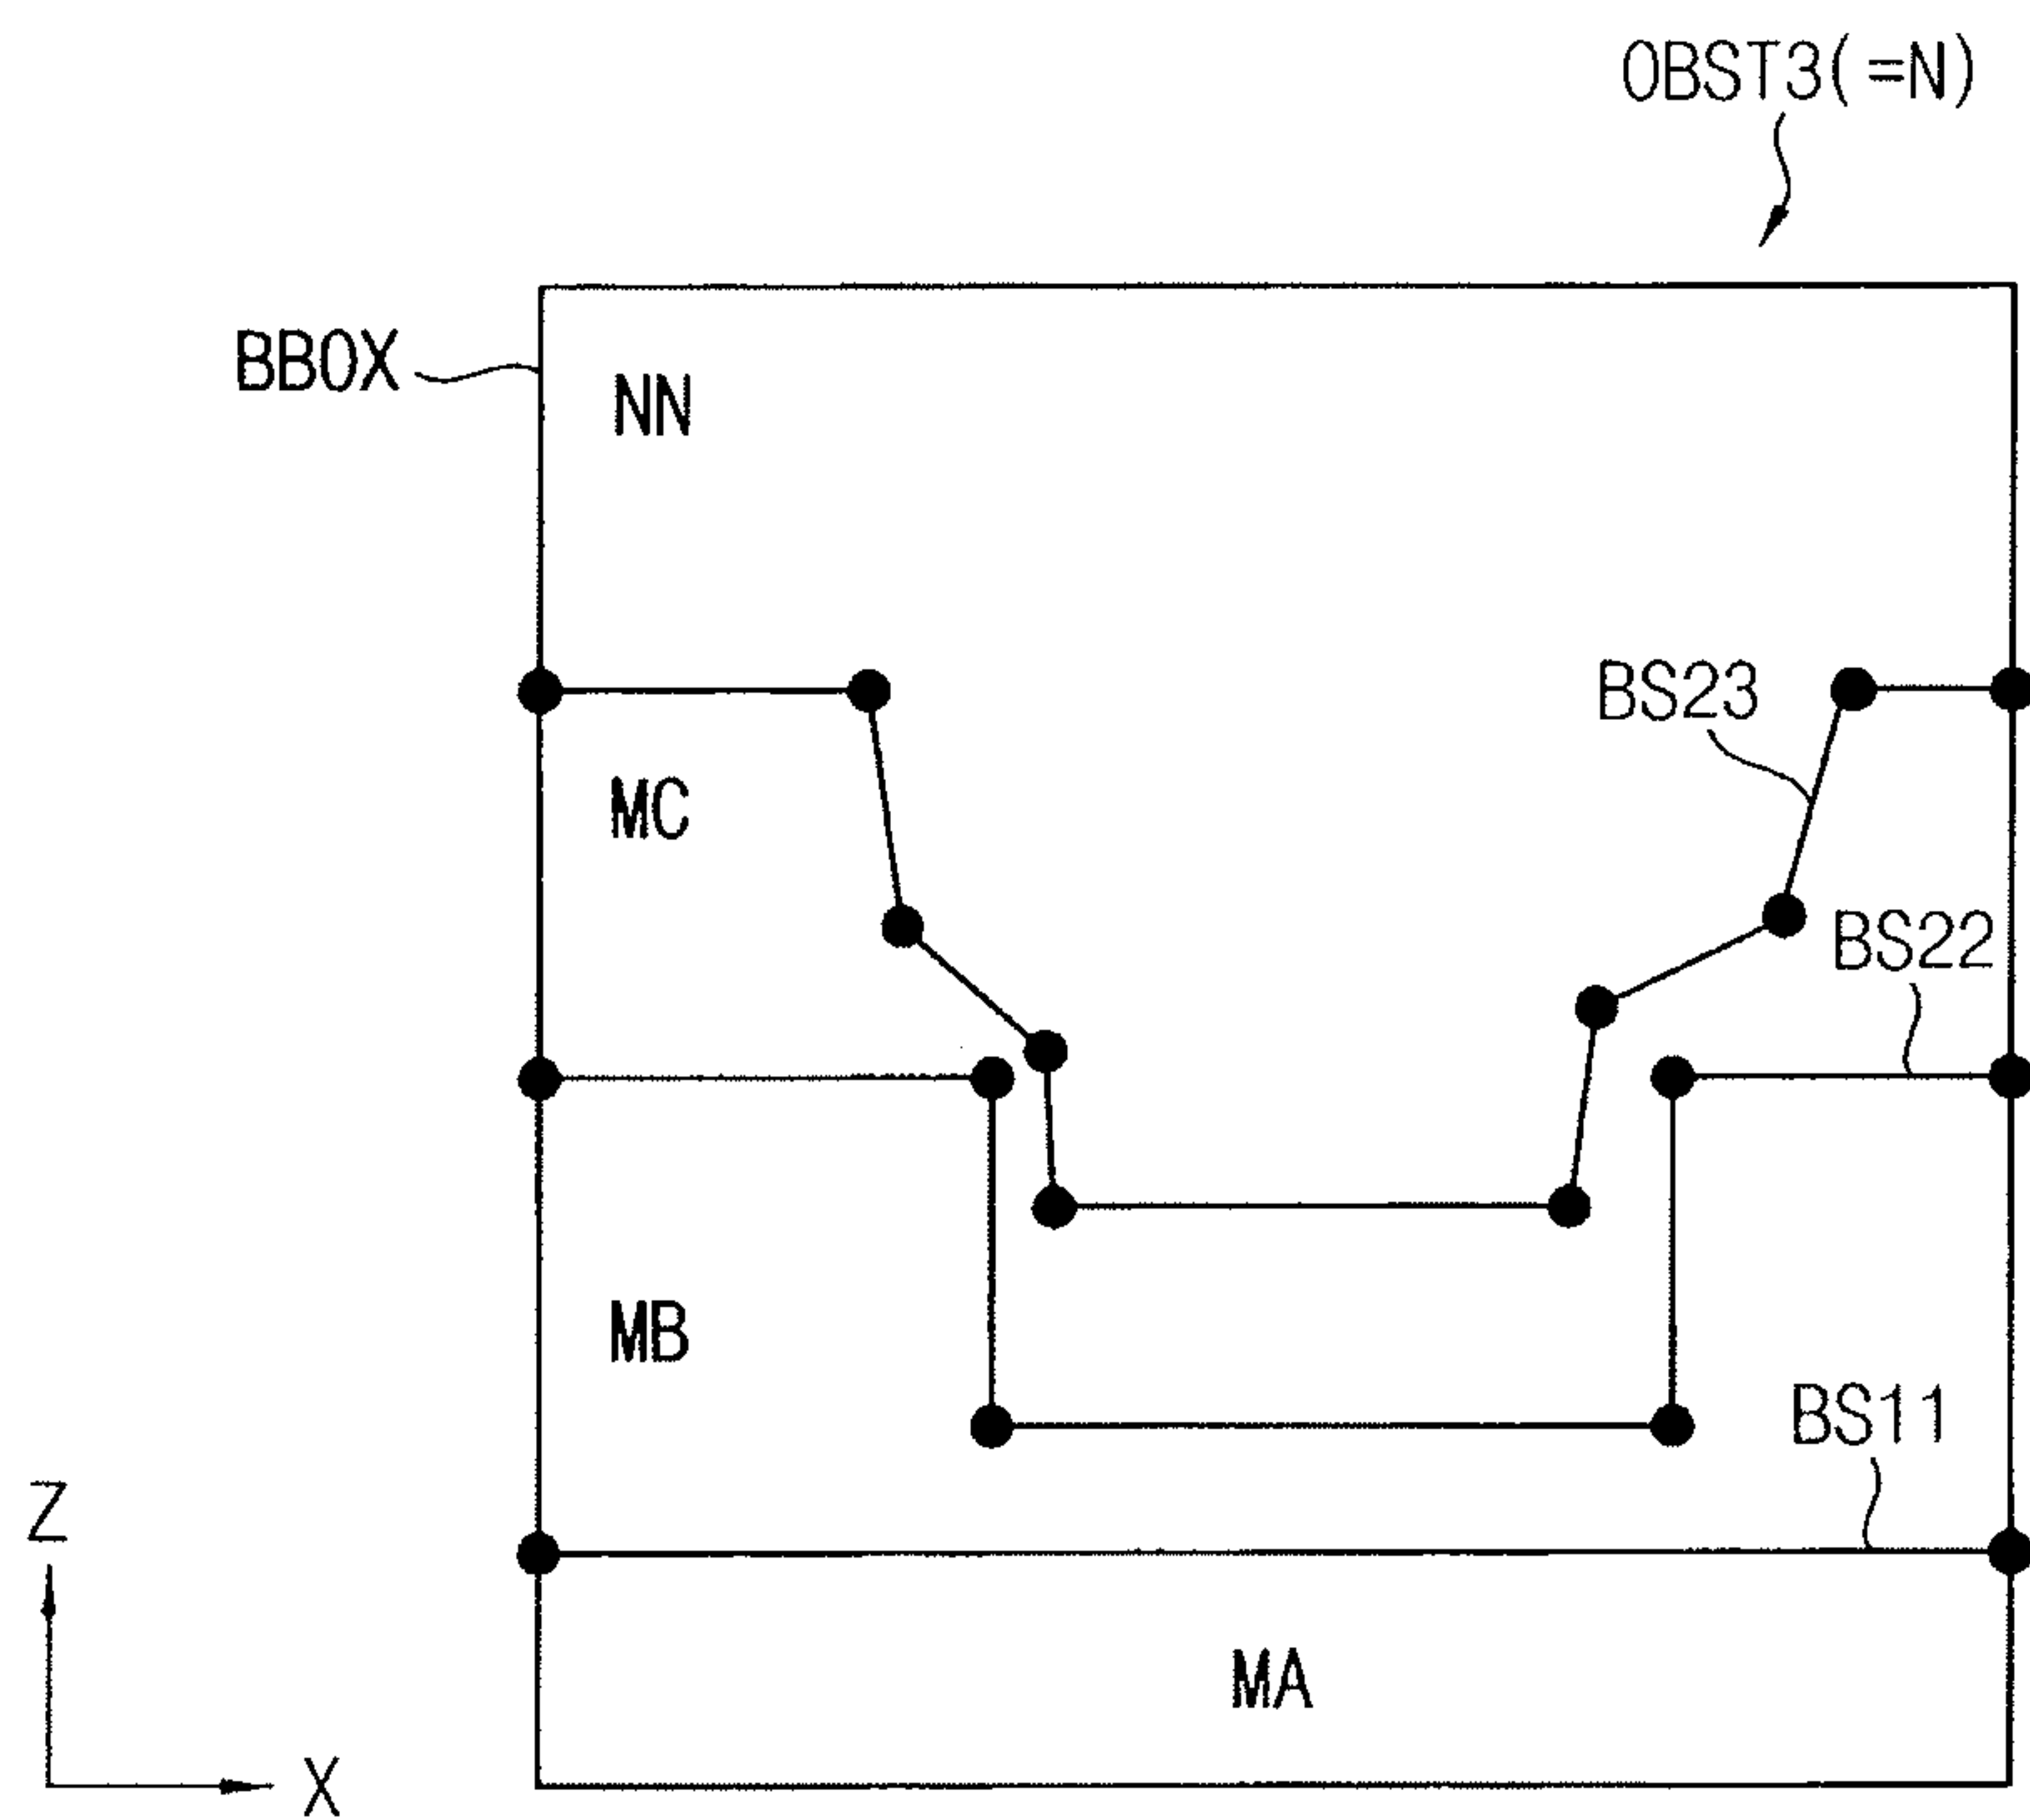 OBST3(=N)
BBOX
NN
BS23
MC
BS22
MB
BS11
Z
MA
X